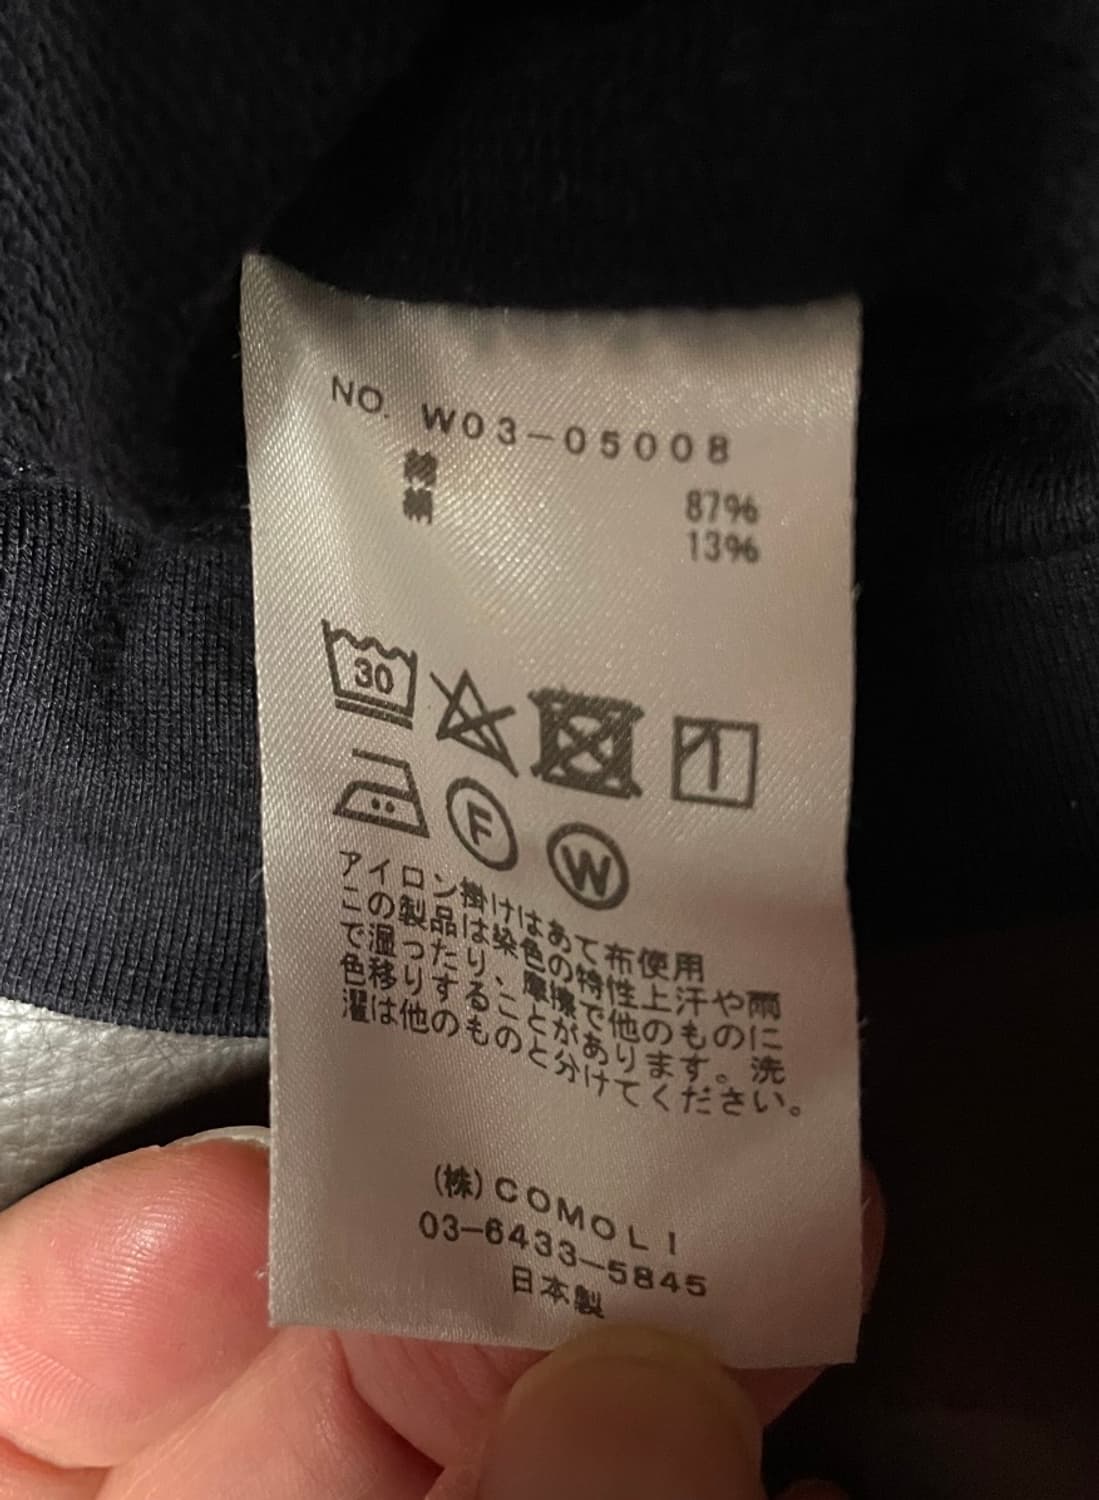 NO. W03-05008
綿 87%
絹 13%
30
F
W
アイロン掛けはあて布使用
この製品は染色の特性上汗や雨
で湿ったり、摩擦で他のものに
色移りすることがあります。洗
濯は他のものと分けてください。
(株)COMOLI
03-6433-5845
日本製